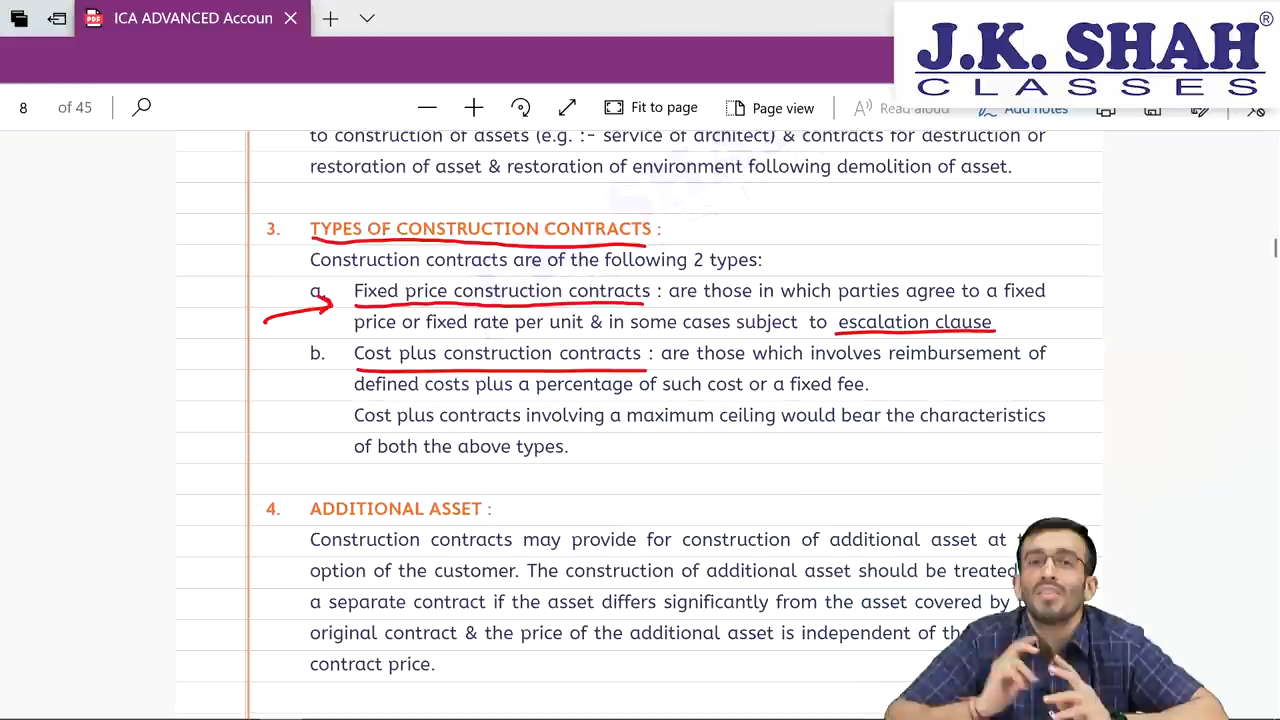 ICA ADVANCED Accoun
J.K. SHAH ®
CLASSES
8 of 45
Fit to page
Page view
Read aloud
Add notes
to construction of assets (e.g. :- service of architect) & contracts for destruction or
restoration of asset & restoration of environment following demolition of asset.
3. TYPES OF CONSTRUCTION CONTRACTS :
Construction contracts are of the following 2 types:
a. Fixed price construction contracts : are those in which parties agree to a fixed
price or fixed rate per unit & in some cases subject to escalation clause
b. Cost plus construction contracts : are those which involves reimbursement of
defined costs plus a percentage of such cost or a fixed fee.
Cost plus contracts involving a maximum ceiling would bear the characteristics
of both the above types.
4. ADDITIONAL ASSET :
Construction contracts may provide for construction of additional asset at
option of the customer. The construction of additional asset should be treated
a separate contract if the asset differs significantly from the asset covered by
original contract & the price of the additional asset is independent of
contract price.